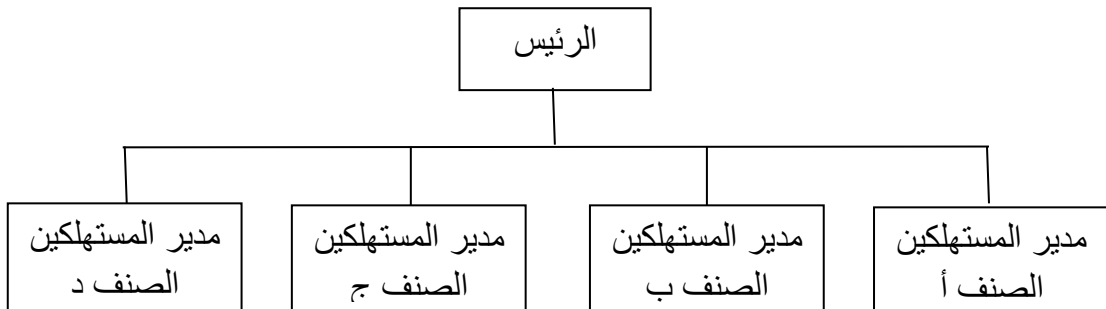 الرئيس
مدير المستهلكين
الصنف أ
مدير المستهلكين
الصنف ب
مدير المستهلكين
الصنف ج
مدير المستهلكين
الصنف د